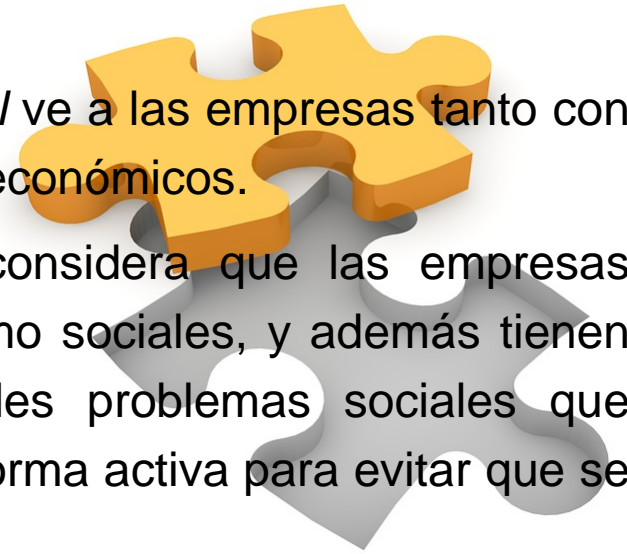 l ve a las empresas tanto con
económicos.
considera que las empresas
no sociales, y además tienen
les problemas sociales que
orma activa para evitar que se